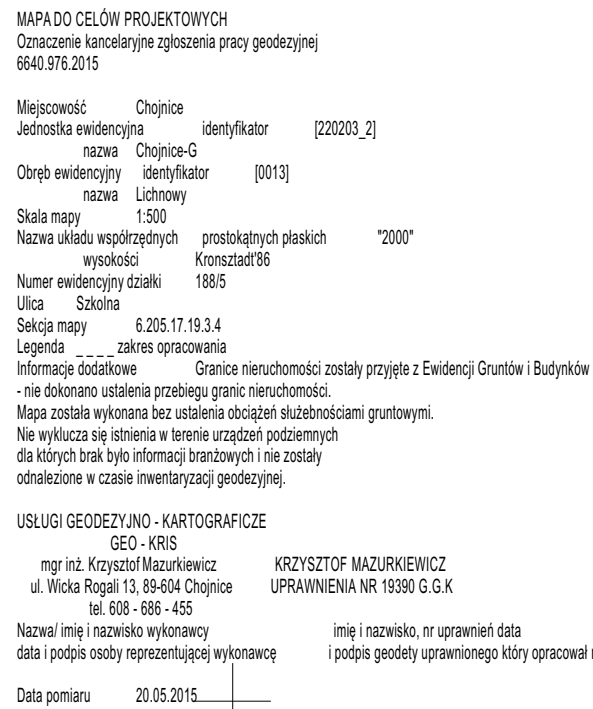 MAPA DO CELÓW PROJEKTOWYCH
Oznaczenie kancelaryjne zgłoszenia pracy geodezyjnej
6640.976.2015
Miejscowość Chojnice
Jednostka ewidencyjna identyfikator [220203_2]
nazwa Chojnice-G
Obręb ewidencyjny identyfikator [0013]
nazwa Lichnowy
Skala mapy 1:500
Nazwa układu współrzędnych prostokątnych płaskich "2000"
wysokości Kronsztadt'86
Numer ewidencyjny działki 188/5
Ulica Szkolna
Sekcja mapy 6.205.17.19.3.4
Legenda _ _ _ _ zakres opracowania
Informacje dodatkowe Granice nieruchomości zostały przyjęte z Ewidencji Gruntów i Budynków
- nie dokonano ustalenia przebiegu granic nieruchomości.
Mapa została wykonana bez ustalenia obciążeń służebnościami gruntowymi.
Nie wyklucza się istnienia w terenie urządzeń podziemnych
dla których brak było informacji branżowych i nie zostały
odnalezione w czasie inwentaryzacji geodezyjnej.
USŁUGI GEODEZYJNO - KARTOGRAFICZE
GEO - KRIS
mgr inż. Krzysztof Mazurkiewicz KRZYSZTOF MAZURKIEWICZ
ul. Wicka Rogali 13, 89-604 Chojnice UPRAWNIENIA NR 19390 G.G.K
tel. 608 - 686 - 455
Nazwa/ imię i nazwisko wykonawcy imię i nazwisko, nr uprawnień data
data i podpis osoby reprezentującej wykonawcę i podpis geodety uprawnionego który opracował
Data pomiaru 20.05.2015